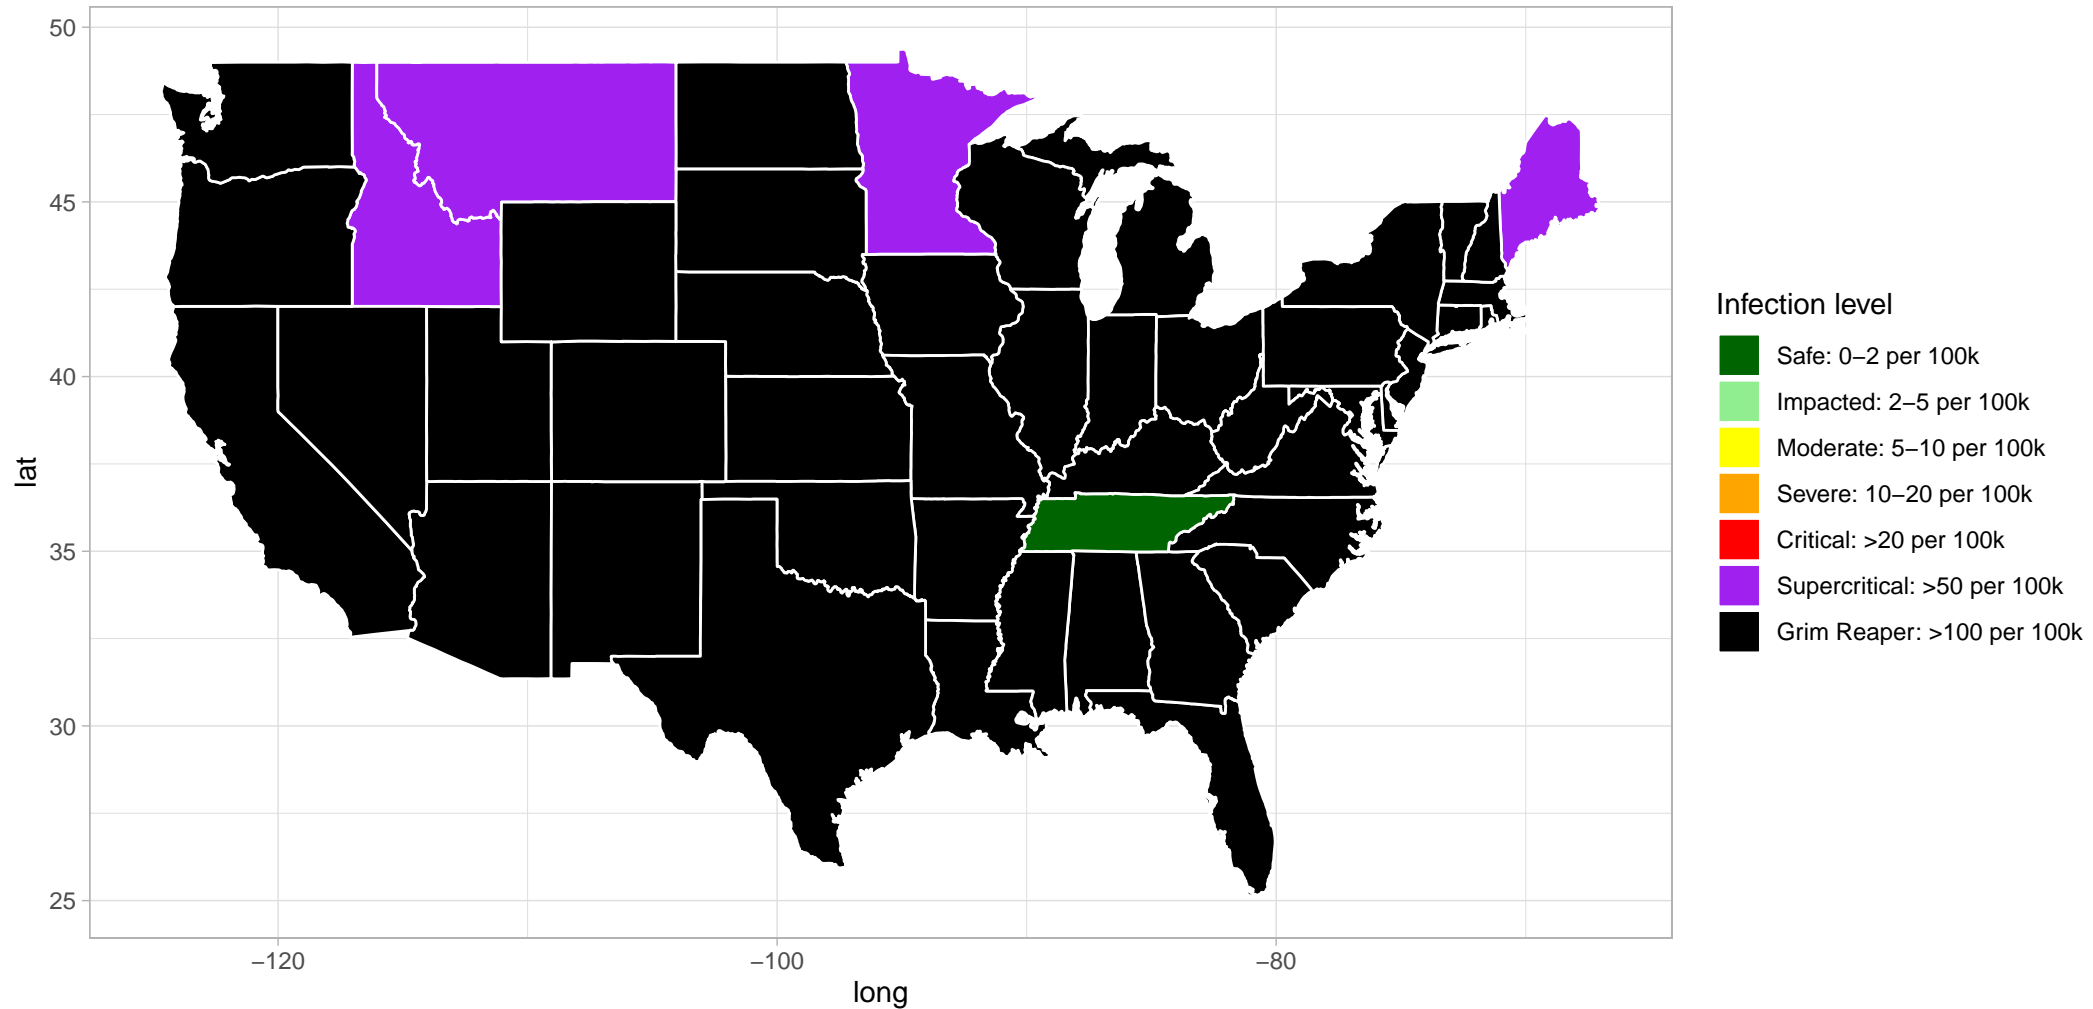 50
45
40
35
30
25
lat
−120
−100
−80
long
Infection level
Safe: 0−2 per 100k
Impacted: 2−5 per 100k
Moderate: 5−10 per 100k
Severe: 10−20 per 100k
Critical: >20 per 100k
Supercritical: >50 per 100k
Grim Reaper: >100 per 100k